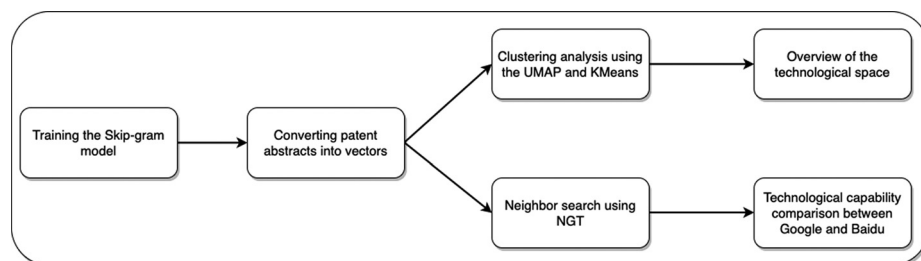 Training the Skip-gram
model
Converting patent
abstracts into vectors
Clustering analysis using
the UMAP and KMeans
Overview of the
technological space
Neighbor search using
NGT
Technological capability
comparison between
Google and Baidu